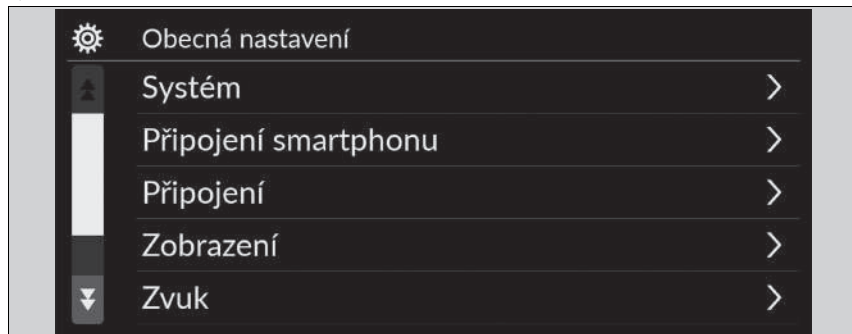 Obecná nastavení
Systém
Připojení smartphonu
Připojení
Zobrazení
Zvuk